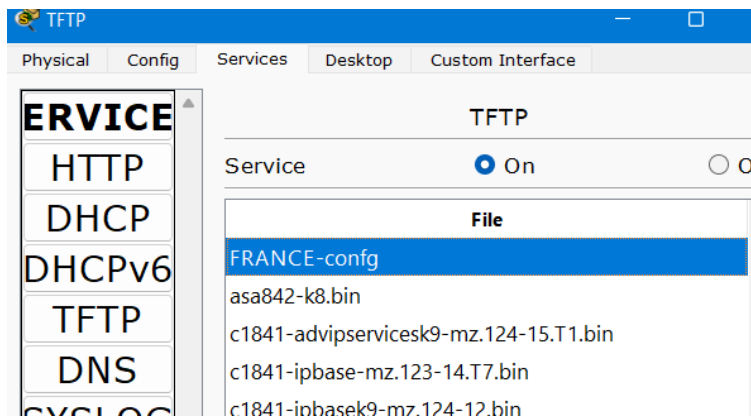 TFTP
Physical Config Services Desktop Custom Interface
ERVICE
TFTP
HTTP
Service On O
DHCP
File
DHCPv6
FRANCE-confg
asa842-k8.bin
TFTP
c1841-advipservicesk9-mz.124-15.T1.bin
DNS
c1841-ipbase-mz.123-14.T7.bin
SYSLOG
c1841-ipbasek9-mz.124-12.bin